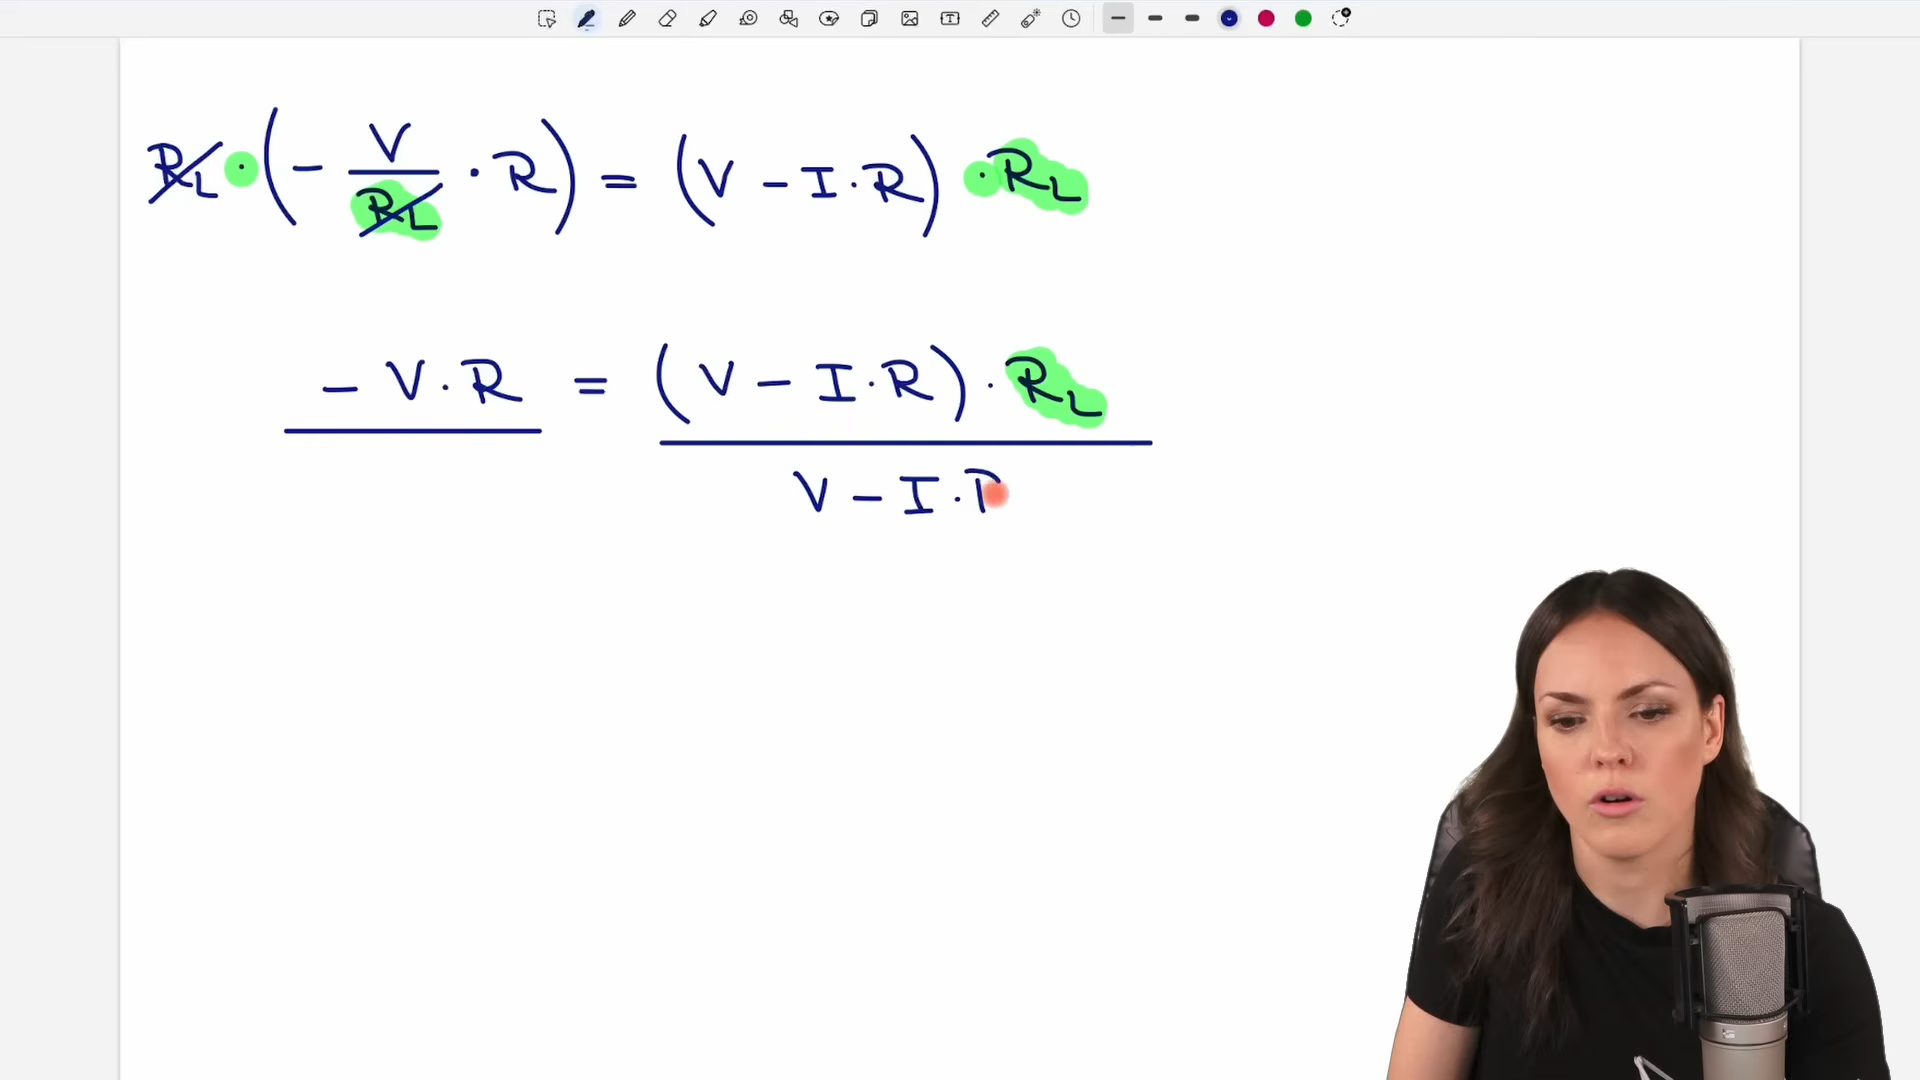 R_L · (− V/R_L · R) = (V − I · R) · R_L
− V · R = (V − I · R) · R_L
V − I ·